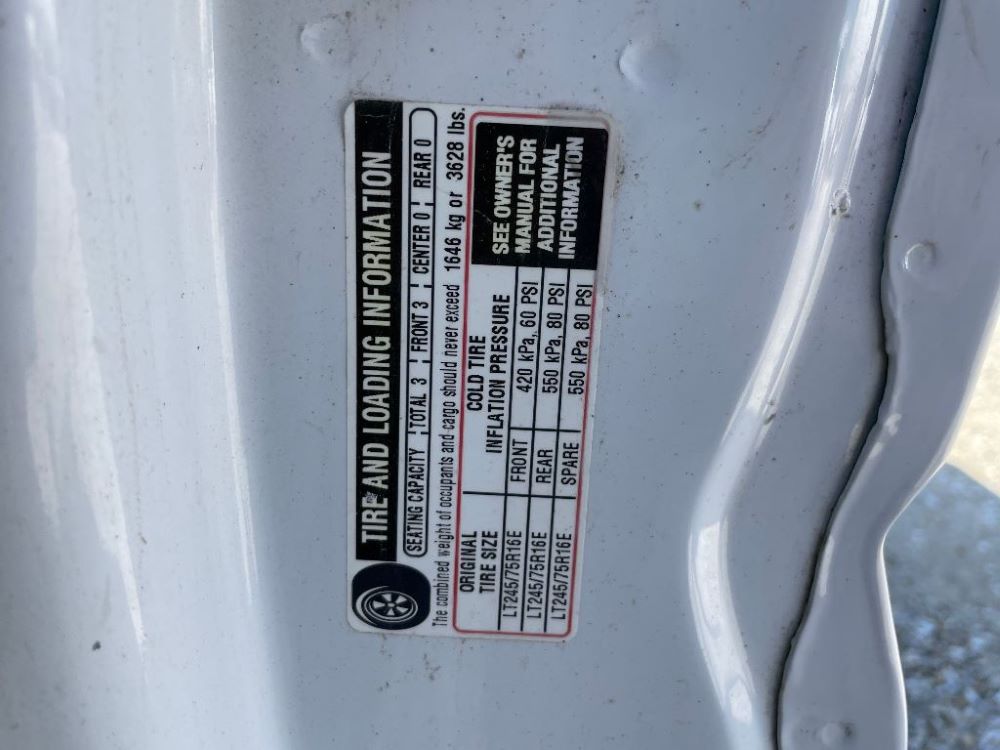 TIRE AND LOADING INFORMATION
SEATING CAPACITY TOTAL 3 FRONT 3 CENTER 0 REAR 0
The combined weight of occupants and cargo should never exceed 1646 kg or 3628 lbs.
ORIGINAL TIRE SIZE COLD TIRE INFLATION PRESSURE
LT245/75R16E FRONT 420 kPa, 60 PSI
LT245/75R16E REAR 550 kPa, 80 PSI
LT245/75R16E SPARE 550 kPa, 80 PSI
SEE OWNER'S
MANUAL FOR
ADDITIONAL
INFORMATION